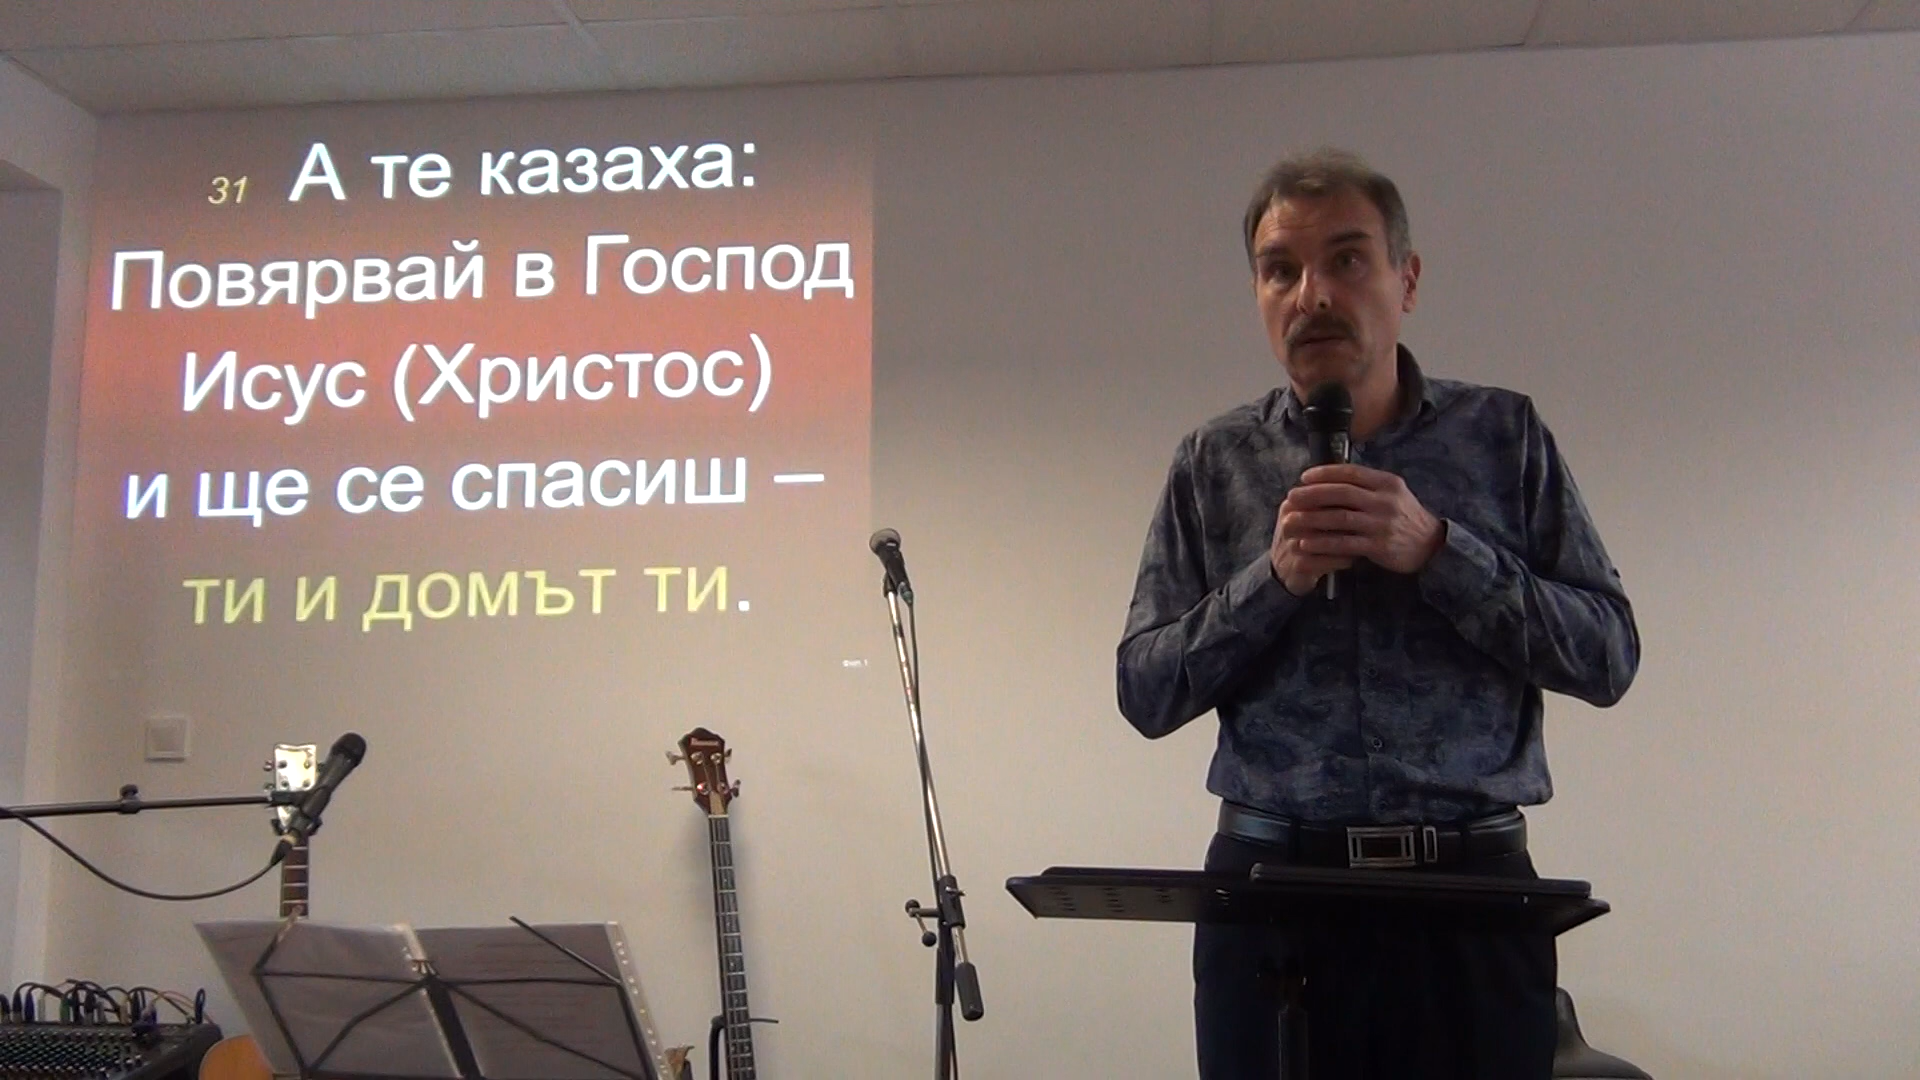 31 А те казаха:
Повярвай в Господ
Исус (Христос)
и ще се спасиш –
ти и домът ти.